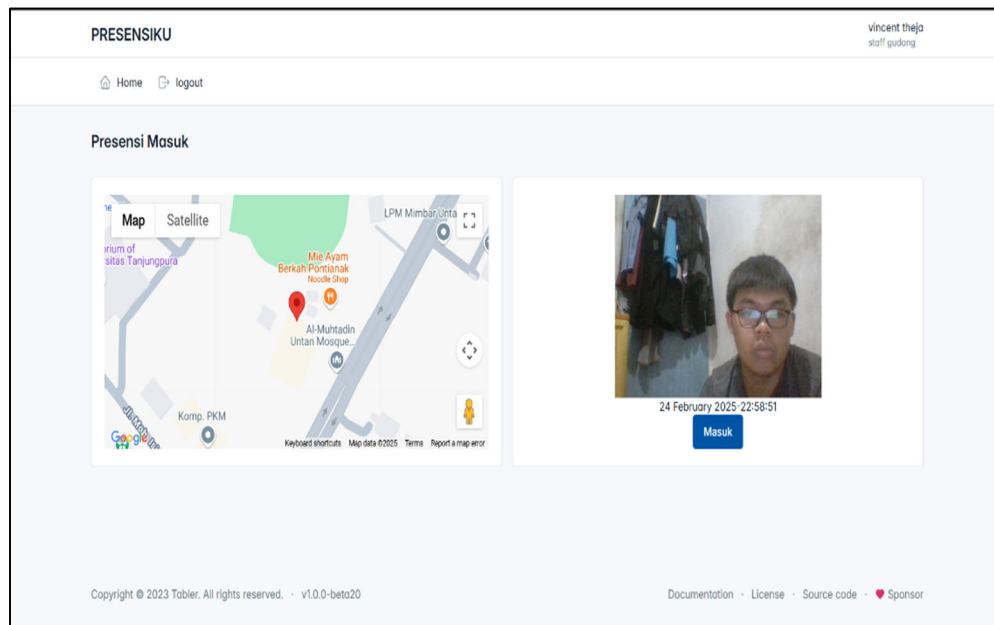 PRESENSIKU
vincent theja
staff gudang
Home
logout
Presensi Masuk
Map
Satellite
LPM Mimbar Unta
rium of
sitas Tanjungpura
Mie Ayam
Berkah Pontianak
Noodle Shop
Al-Muhtadin
Untan Mosque...
Komp. PKM
Google
Keyboard shortcuts
Map data ©2025
Terms
Report a map error
24 February 2025-22:58:51
Masuk
Copyright © 2023 Tabler. All rights reserved. · v1.0.0-beta20
Documentation · License · Source code · ♥ Sponsor